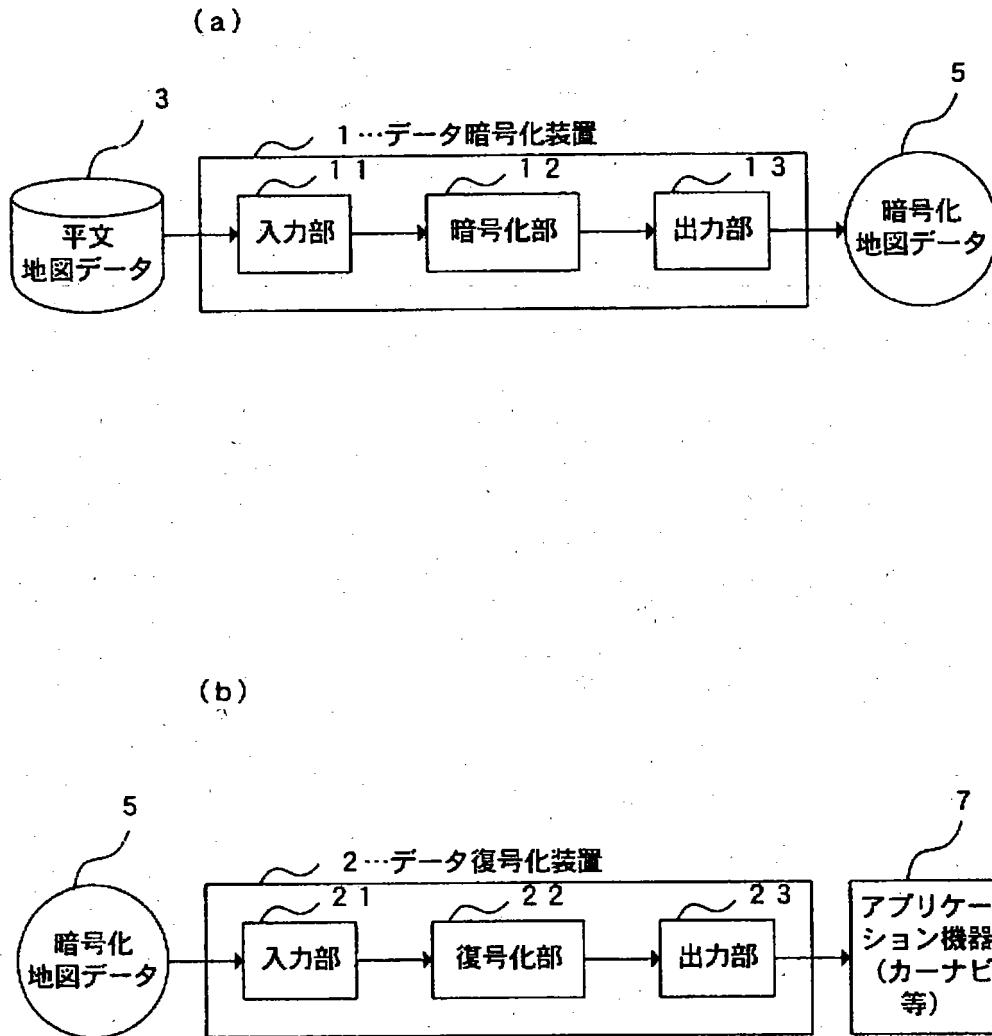 (a)
3
5
1…データ暗号化装置
11
12
13
平文
地図データ
入力部
暗号化部
出力部
暗号化
地図データ
(b)
5
7
2…データ復号化装置
21
22
23
暗号化
地図データ
入力部
復号化部
出力部
アプリケー
ション機器
(カーナビ
等)